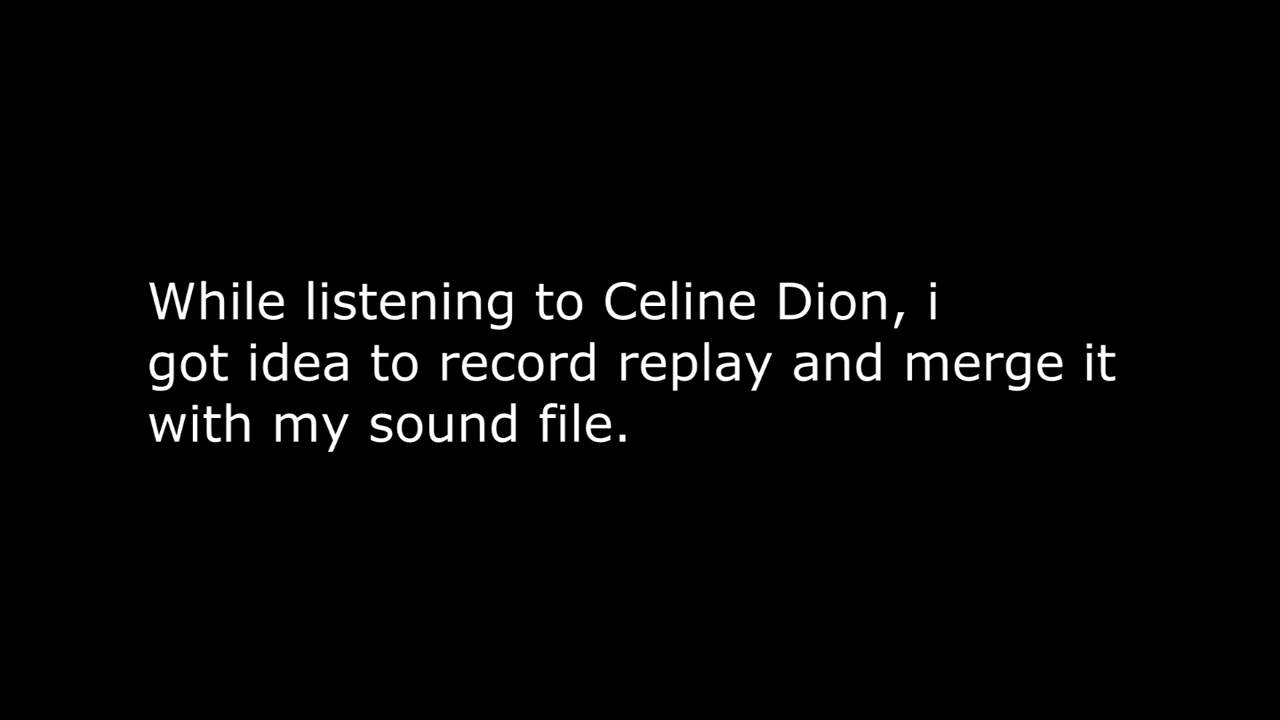 While listening to Celine Dion, i
got idea to record replay and merge it
with my sound file.